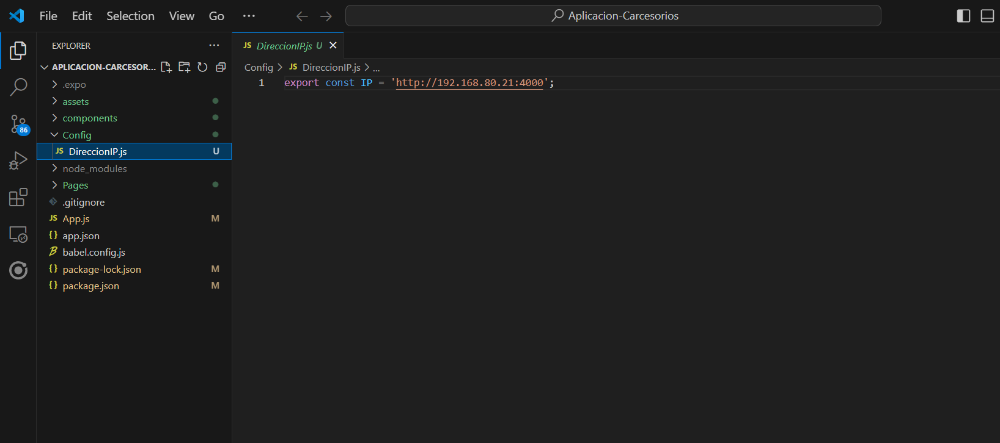 File Edit Selection View Go ...
Aplicacion-Carcesorios
EXPLORER ...
APLICACION-CARCESOR...
.expo
assets
components
Config
JS DireccionIP.js U
node_modules
Pages
.gitignore
JS App.js M
{} app.json
B babel.config.js
{} package-lock.json M
{} package.json M
86
JS DireccionIP.js U
Config > JS DireccionIP.js > ...
1 export const IP = 'http://192.168.80.21:4000';